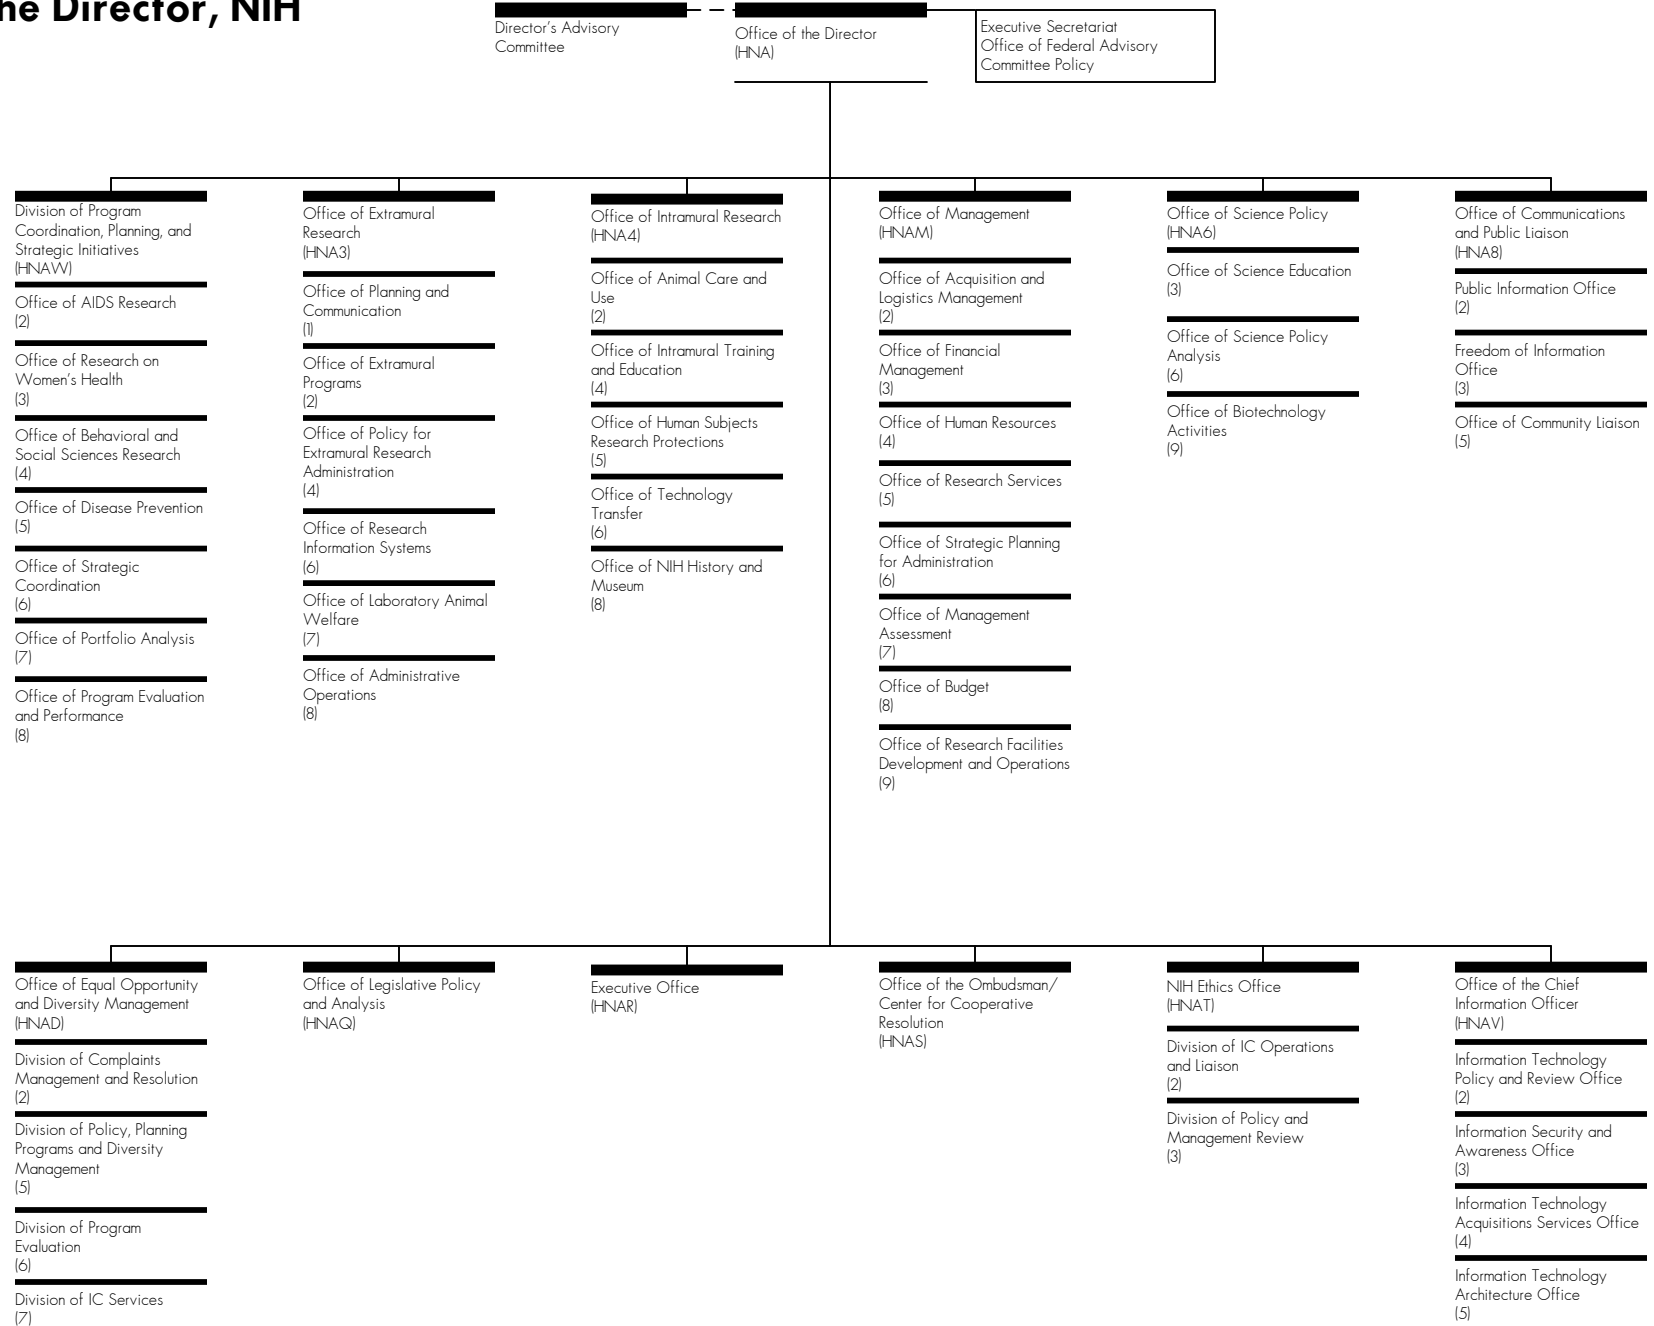 he Director, NIH
Director's Advisory
Committee
Office of the Director
(HNA)
Executive Secretariat
Office of Federal Advisory
Committee Policy
Division of Program
Coordination, Planning, and
Strategic Initiatives
(HNAW)
Office of AIDS Research
(2)
Office of Research on
Women's Health
(3)
Office of Behavioral and
Social Sciences Research
(4)
Office of Disease Prevention
(5)
Office of Strategic
Coordination
(6)
Office of Portfolio Analysis
(7)
Office of Program Evaluation
and Performance
(8)
Office of Extramural
Research
(HNA3)
Office of Planning and
Communication
(1)
Office of Extramural
Programs
(2)
Office of Policy for
Extramural Research
Administration
(4)
Office of Research
Information Systems
(6)
Office of Laboratory Animal
Welfare
(7)
Office of Administrative
Operations
(8)
Office of Intramural Research
(HNA4)
Office of Animal Care and
Use
(2)
Office of Intramural Training
and Education
(4)
Office of Human Subjects
Research Protections
(5)
Office of Technology
Transfer
(6)
Office of NIH History and
Museum
(8)
Office of Management
(HNAM)
Office of Acquisition and
Logistics Management
(2)
Office of Financial
Management
(3)
Office of Human Resources
(4)
Office of Research Services
(5)
Office of Strategic Planning
for Administration
(6)
Office of Management
Assessment
(7)
Office of Budget
(8)
Office of Research Facilities
Development and Operations
(9)
Office of Science Policy
(HNA6)
Office of Science Education
(3)
Office of Science Policy
Analysis
(6)
Office of Biotechnology
Activities
(9)
Office of Communications
and Public Liaison
(HNA8)
Public Information Office
(2)
Freedom of Information
Office
(3)
Office of Community Liaison
(5)
Office of Equal Opportunity
and Diversity Management
(HNAD)
Division of Complaints
Management and Resolution
(2)
Division of Policy, Planning
Programs and Diversity
Management
(5)
Division of Program
Evaluation
(6)
Division of IC Services
(7)
Office of Legislative Policy
and Analysis
(HNAQ)
Executive Office
(HNAR)
Office of the Ombudsman/
Center for Cooperative
Resolution
(HNAS)
NIH Ethics Office
(HNAT)
Division of IC Operations
and Liaison
(2)
Division of Policy and
Management Review
(3)
Office of the Chief
Information Officer
(HNAV)
Information Technology
Policy and Review Office
(2)
Information Security and
Awareness Office
(3)
Information Technology
Acquisitions Services Office
(4)
Information Technology
Architecture Office
(5)